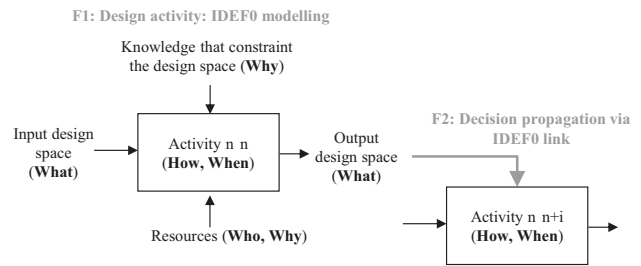 F1: Design activity: IDEF0 modelling
Knowledge that constraint
the design space (Why)
Input design
space
(What)
Activity n n
(How, When)
Output
design space
(What)
Resources (Who, Why)
F2: Decision propagation via
IDEF0 link
Activity n n+i
(How, When)